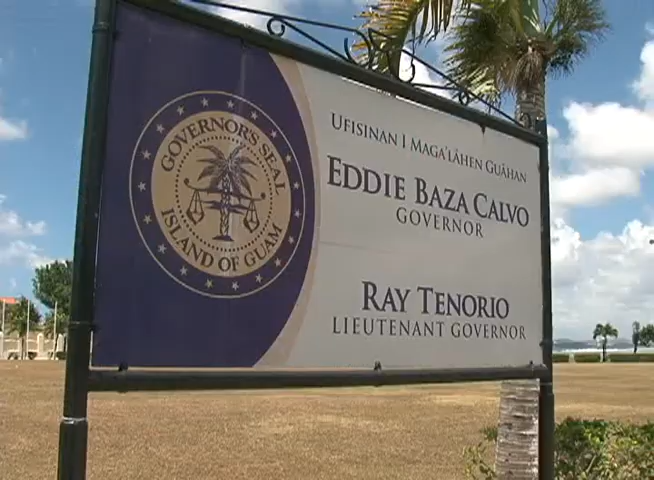 GOVERNOR'S SEAL
ISLAND OF GUAM
UFISINAN I MAGA'LÅHEN GUÅHAN
EDDIE BAZA CALVO
GOVERNOR
RAY TENORIO
LIEUTENANT GOVERNOR